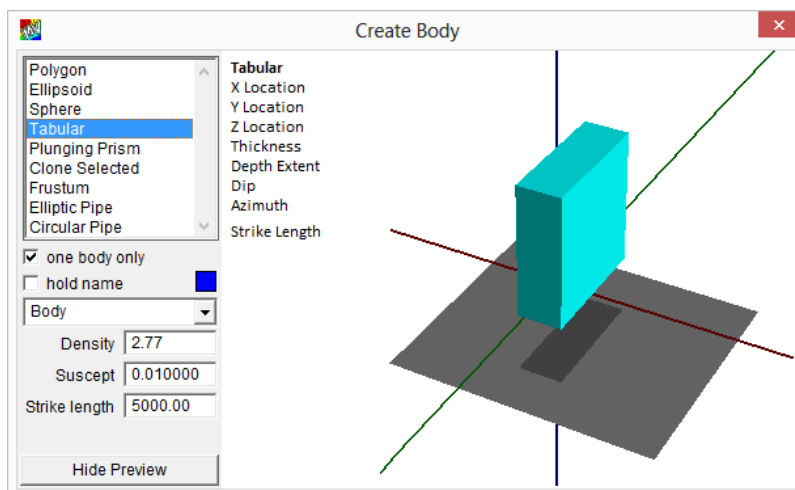 Create Body
Polygon
Ellipsoid
Sphere
Tabular
Plunging Prism
Clone Selected
Frustum
Elliptic Pipe
Circular Pipe
one body only
hold name
Body
Density 2.77
Suscept 0.010000
Strike length 5000.00
Hide Preview
Tabular
X Location
Y Location
Z Location
Thickness
Depth Extent
Dip
Azimuth
Strike Length